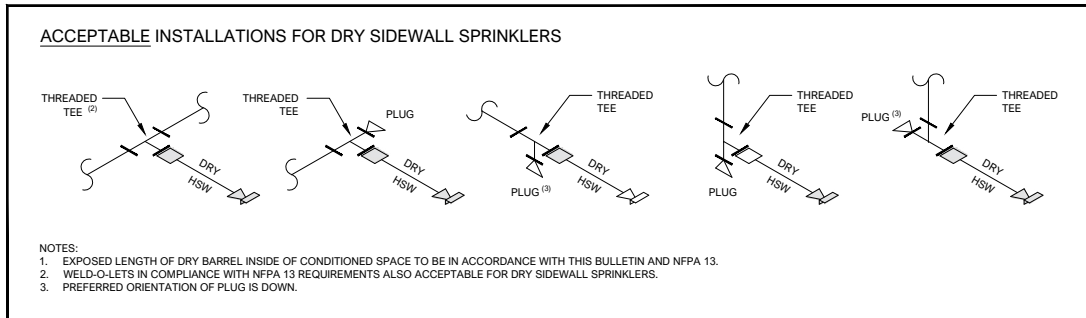 ACCEPTABLE INSTALLATIONS FOR DRY SIDEWALL SPRINKLERS
THREADED
TEE (2)
DRY
HSW
THREADED
TEE
PLUG
DRY
HSW
THREADED
TEE
PLUG (3)
DRY
HSW
THREADED
TEE
PLUG
DRY
HSW
THREADED
TEE
PLUG (3)
DRY
HSW
NOTES:
1. EXPOSED LENGTH OF DRY BARREL INSIDE OF CONDITIONED SPACE TO BE IN ACCORDANCE WITH THIS BULLETIN AND NFPA 13.
2. WELD-O-LETS IN COMPLIANCE WITH NFPA 13 REQUIREMENTS ALSO ACCEPTABLE FOR DRY SIDEWALL SPRINKLERS.
3. PREFERRED ORIENTATION OF PLUG IS DOWN.